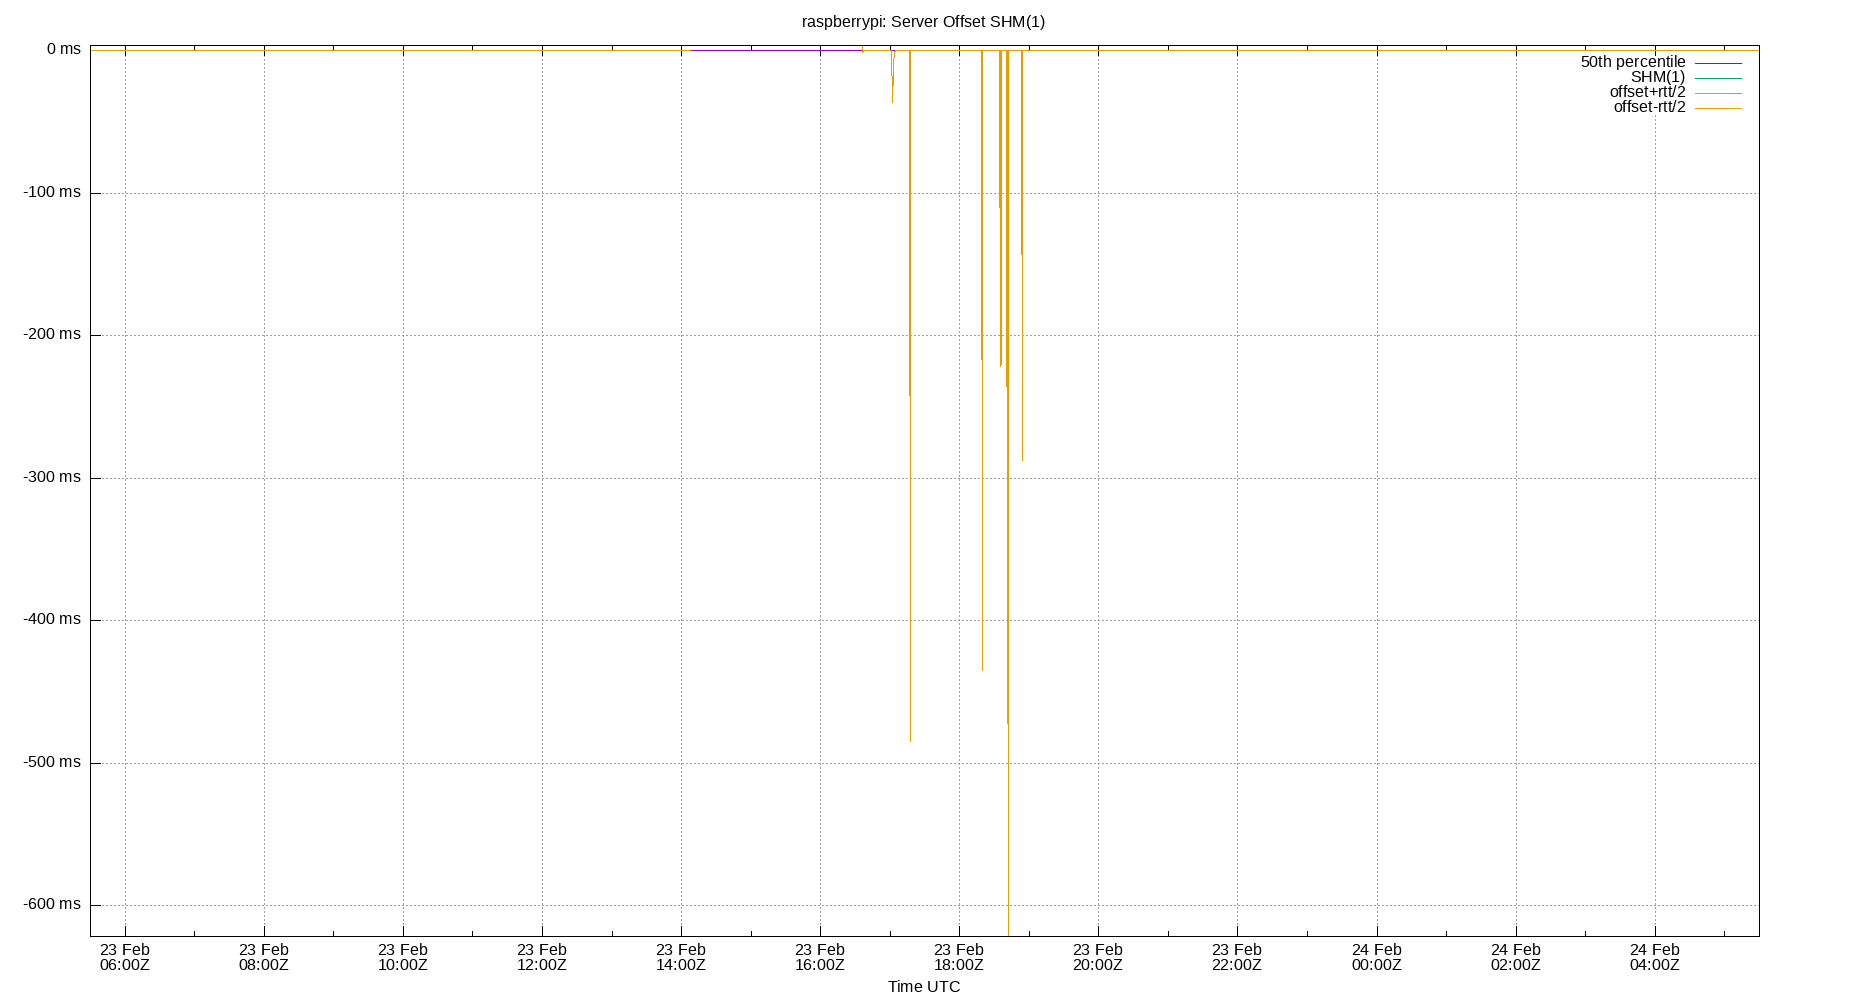 raspberrypi: Server Offset SHM(1)
0 ms
-100 ms
-200 ms
-300 ms
-400 ms
-500 ms
-600 ms
50th percentile
SHM(1)
offset+rtt/2
offset-rtt/2
23 Feb 23 Feb 23 Feb 23 Feb 23 Feb 23 Feb 23 Feb 23 Feb 23 Feb 24 Feb 24 Feb 24 Feb
06:00Z 08:00Z 10:00Z 12:00Z 14:00Z 16:00Z 18:00Z 20:00Z 22:00Z 00:00Z 02:00Z 04:00Z
Time UTC